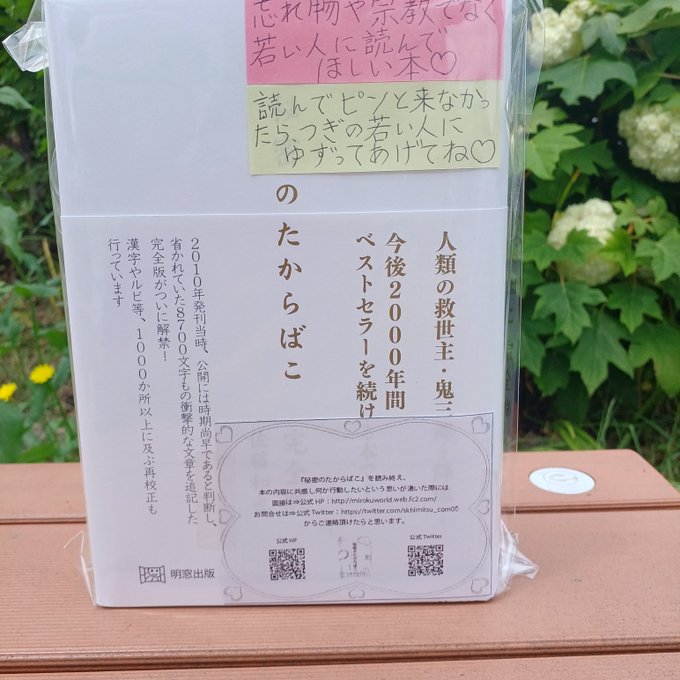 忘れ物や宗教でなく
若い人に読んで
ほしい本♡
読んでピンと来なかっ
たら、つぎの若い人に
ゆずってあげてね♡
人類の救世主・鬼三
今後2000年間
ベストセラーを続け
のたからばこ
2010年発刊当時、公開には時期尚早であると判断し、
省かれていた8700文字もの衝撃的な文章を追記した
完全版がついに解禁!
漢字やルビ等、1000か所以上に及ぶ再校正も
行っています
明窓出版
『秘密のたからばこ』を読み終え、
本の内容に共感し何か行動したいという思いが湧いた際には
面接は⇒公式HP:http://mirokuworld.web.fc2.com/
お問合せは⇒公式Twitter:https://twitter.com/skhimitsu_com
からご連絡頂けたらと思います。
公式HP
公式Twitter